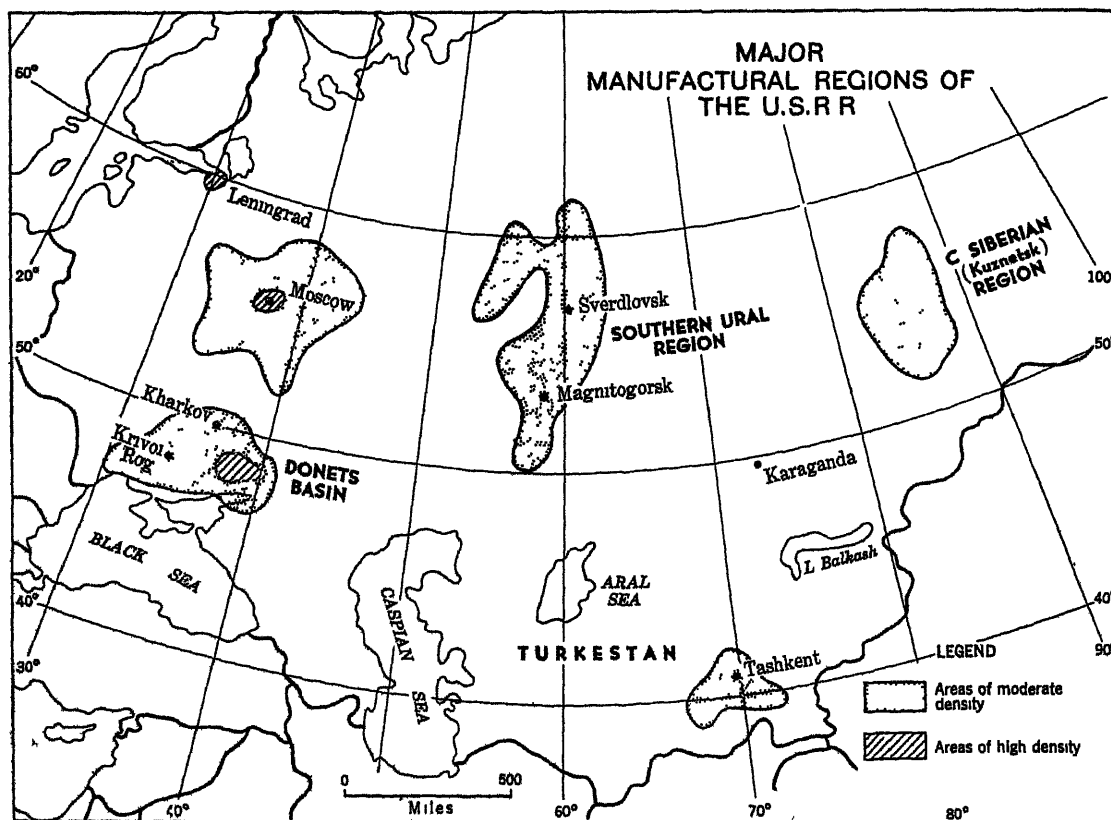 MAJOR
MANUFACTURAL REGIONS OF
THE U.S.R R
60°
Leningrad
20°
Moscow
C SIBERIAN
(Kuznetsk)
REGION
100°
Sverdlovsk
SOUTHERN URAL
REGION
50°
50°
Magnitogorsk
Kharkov
Krivoi
Rog
DONETS
BASIN
Karaganda
BLACK
SEA
L Balkash
ARAL
SEA
CASPIAN
SEA
40°
40°
TURKESTAN
Tashkent
LEGEND
90°
30°
Areas of moderate
density
Areas of high density
0 500
Miles
50°
60°
70°
80°